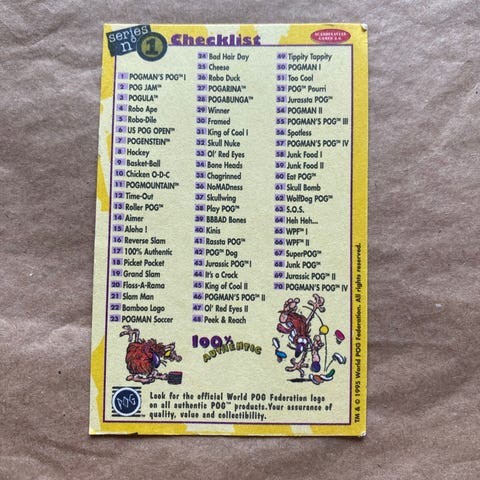 series
nº 1 Checklist
SCANDINAVIAN
GAMES A/S
1 POGMAN'S POG™ I
2 POG JAM™
3 POGULA™
4 Robo Ape
5 Robo-Dile
6 US POG OPEN™
7 POGENSTEIN™
8 Hockey
9 Basket-Ball
10 Chicken O-D-C
11 POGMOUNTAIN™
12 Time-Out
13 Roller POG™
14 Aimer
15 Aloha !
16 Reverse Slam
17 100% Authentic
18 Picket Pocket
19 Grand Slam
20 Floss-A-Rama
21 Slam Man
22 Bamboo Logo
23 POGMAN Soccer
24 Bad Hair Day
25 Cheese
26 Robo Duck
27 POGARINA™
28 POGABUNGA™
29 Winner
30 Framed
31 King of Cool I
32 Skull Nuke
33 Ol' Red Eyes
34 Bone Heads
35 Chagrinned
36 NoMADness
37 Skullwing
38 Play POG™
39 BBBAD Bones
40 Kinis
41 Rassta POG™
42 POG™ Dog
43 Jurassic POG™ I
44 It's a Crock
45 King of Cool II
46 POGMAN'S POG™ II
47 Ol' Red Eyes II
48 Peek & Reach
49 Tippity Tappity
50 POGMAN I
51 Too Cool
52 POG™ Pourri
53 Jurassta POG™
54 POGMAN II
55 POGMAN'S POG™ III
56 Spotless
57 POGMAN'S POG™ IV
58 Junk Food I
59 Junk Food II
60 Eat POG™
61 Skull Bomb
62 WolfDog POG™
63 S.O.S.
64 Heh Heh...
65 WPF™ I
66 WPF™ II
67 SuperPOG™
68 Junk POG™
69 Jurassic POG™ II
70 POGMAN'S POG™ IV
100%
AUTHENTIC
POG
Look for the official World POG Federation logo
on all authentic POG™ products. Your assurance of
quality, value and collectibility.
TM & © 1995 World POG Federation. All rights reserved.